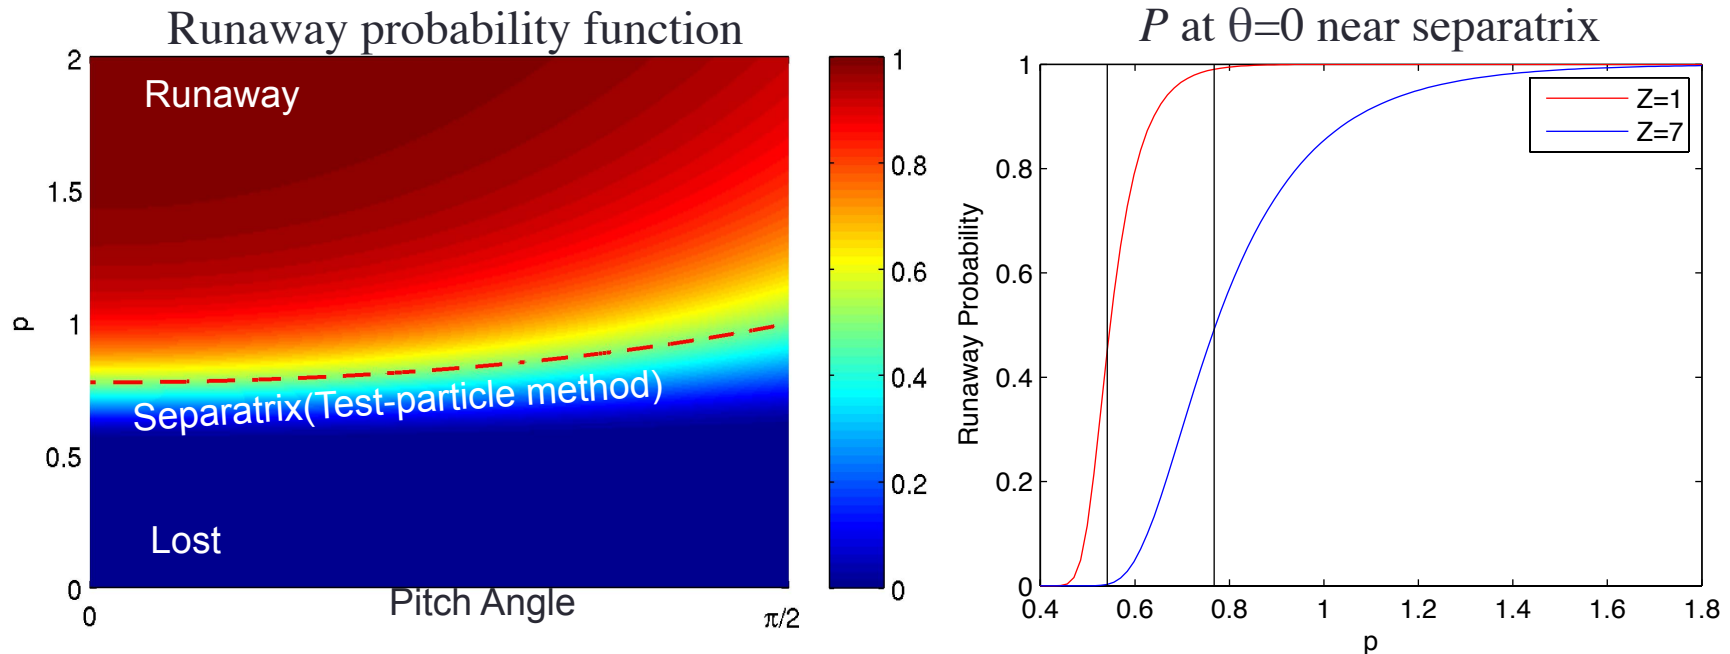 Runaway probability function
2
1.5
1
0.5
0
p
Runaway
Separatrix(Test-particle method)
Lost
0
Pitch Angle
π/2
1
0.8
0.6
0.4
0.2
0
P at θ=0 near separatrix
1
0.8
0.6
0.4
0.2
0
Runaway Probability
Z=1
Z=7
0.4 0.6 0.8 1 1.2 1.4 1.6 1.8
p